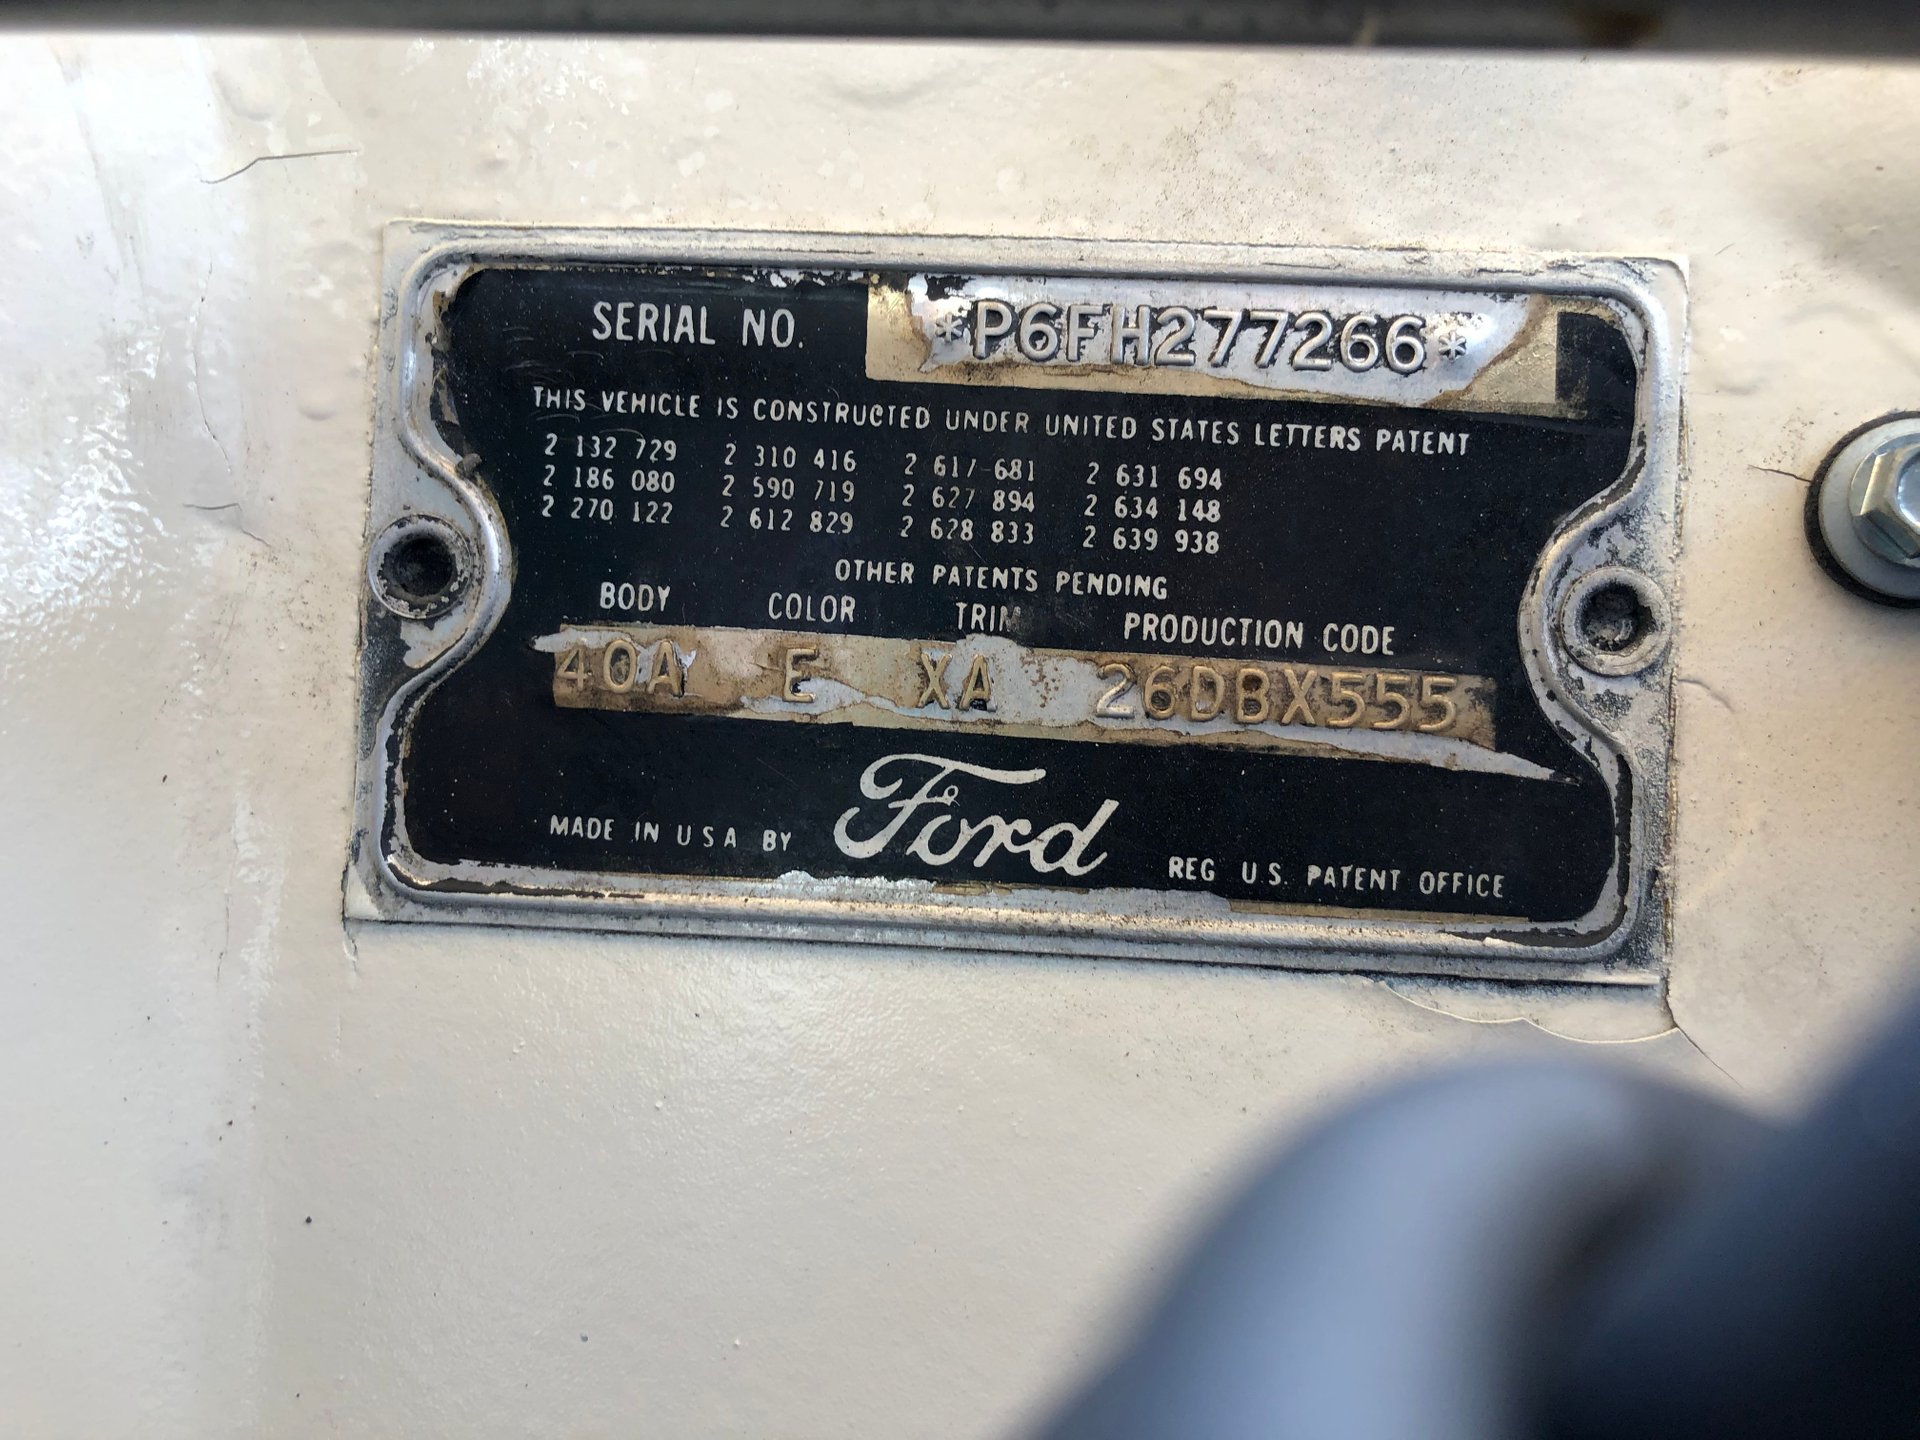 SERIAL NO. *P6FH277266*
THIS VEHICLE IS CONSTRUCTED UNDER UNITED STATES LETTERS PATENT
2 132 729 2 310 416 2 617 681 2 631 694
2 186 080 2 590 719 2 627 894 2 634 148
2 270 122 2 612 829 2 628 833 2 639 938
OTHER PATENTS PENDING
BODY COLOR TRIM PRODUCTION CODE
40A E XA 26DBX555
MADE IN U S A BY Ford REG U.S. PATENT OFFICE